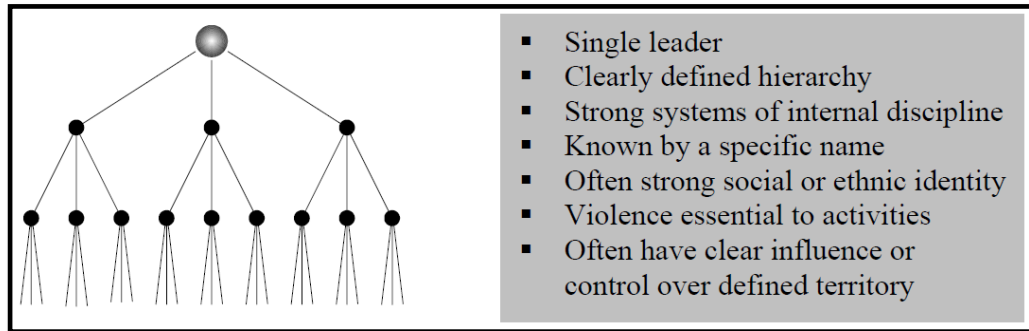 ▪ Single leader
▪ Clearly defined hierarchy
▪ Strong systems of internal discipline
▪ Known by a specific name
▪ Often strong social or ethnic identity
▪ Violence essential to activities
▪ Often have clear influence or
control over defined territory